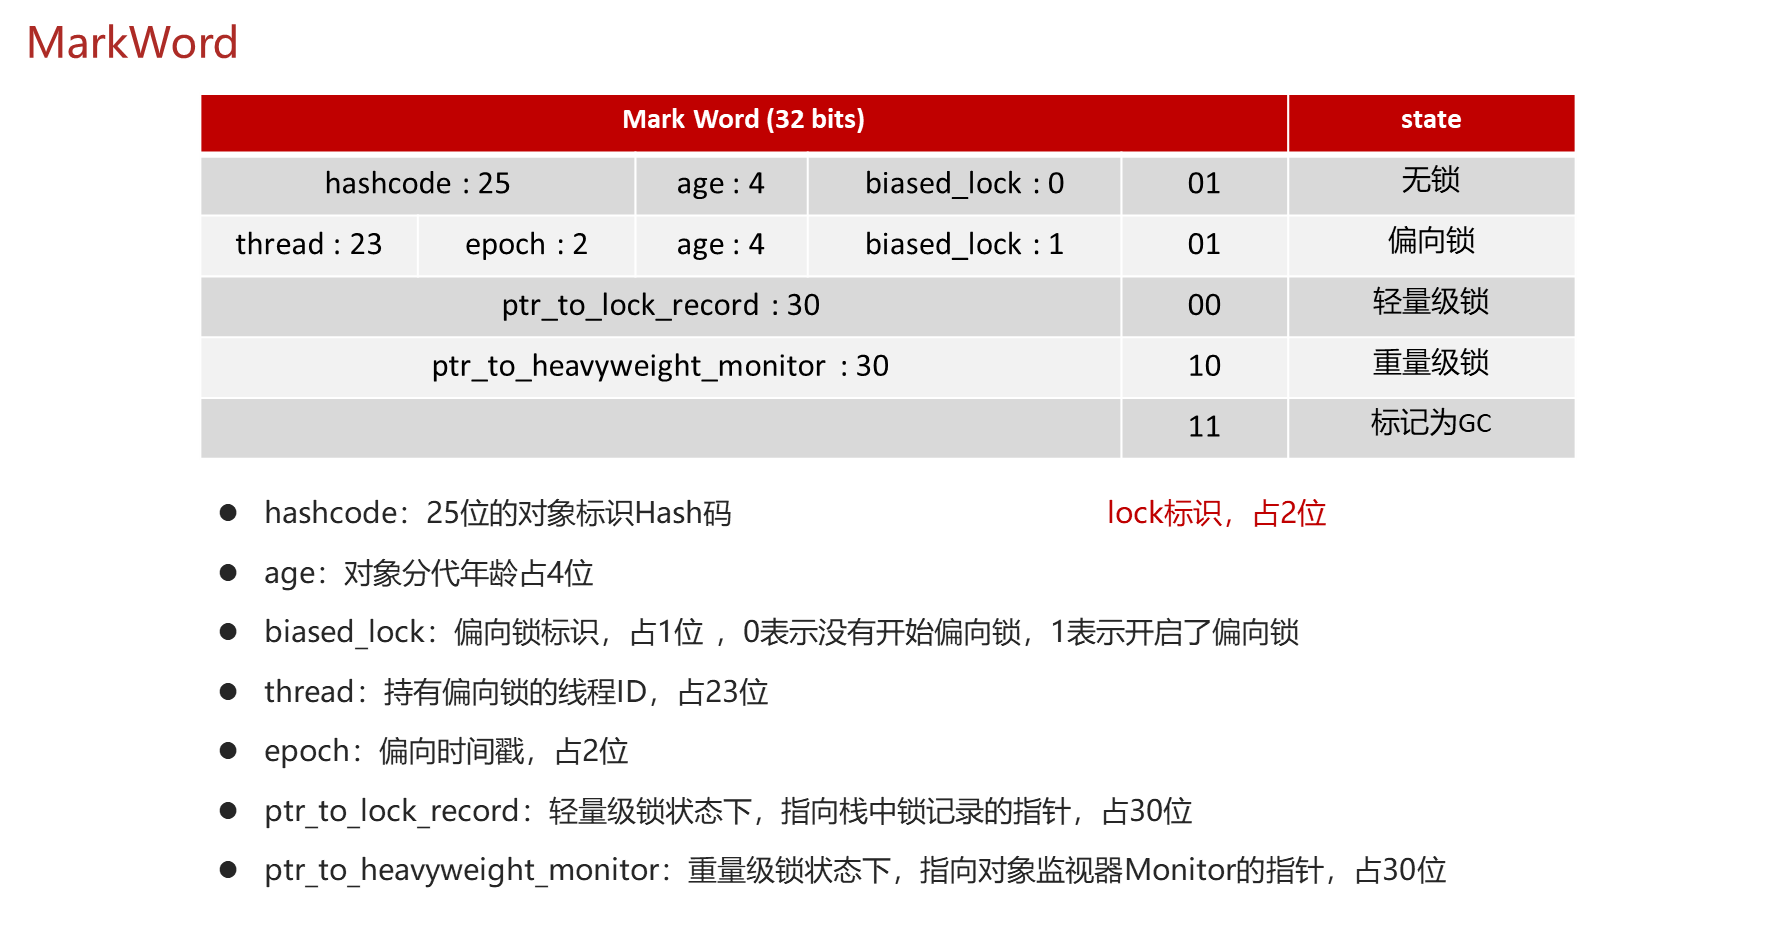 MarkWord
Mark Word (32 bits) state
hashcode : 25 age : 4 biased_lock : 0 01 无锁
thread : 23 epoch : 2 age : 4 biased_lock : 1 01 偏向锁
ptr_to_lock_record : 30 00 轻量级锁
ptr_to_heavyweight_monitor : 30 10 重量级锁
11 标记为GC
● hashcode：25位的对象标识Hash码 lock标识，占2位
● age：对象分代年龄占4位
● biased_lock：偏向锁标识，占1位 ，0表示没有开始偏向锁，1表示开启了偏向锁
● thread：持有偏向锁的线程ID，占23位
● epoch：偏向时间戳，占2位
● ptr_to_lock_record：轻量级锁状态下，指向栈中锁记录的指针，占30位
● ptr_to_heavyweight_monitor：重量级锁状态下，指向对象监视器Monitor的指针，占30位